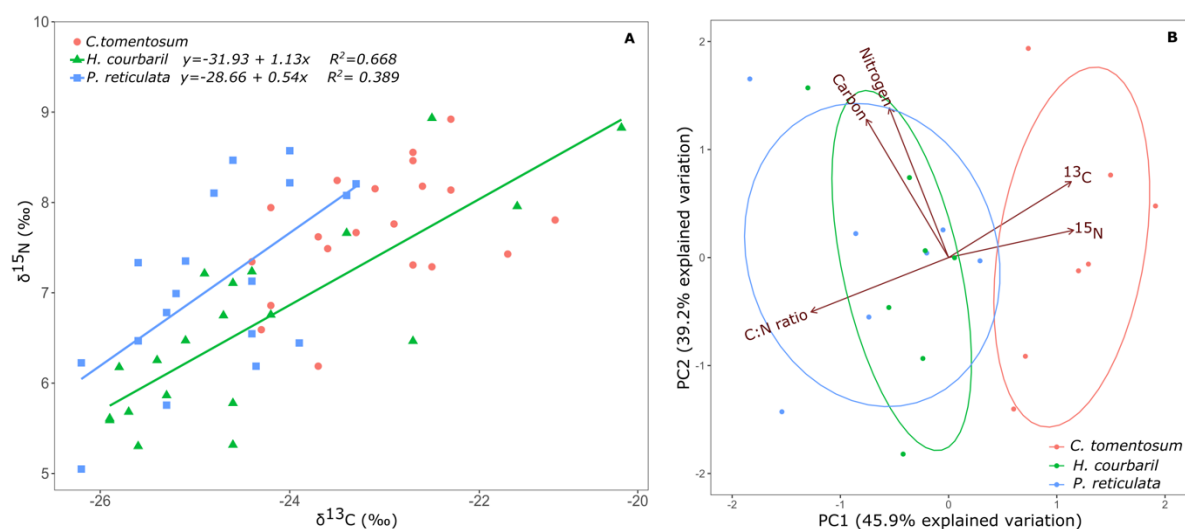 A
C.tomentosum
H. courbaril y=-31.93 + 1.13x R²=0.668
P. reticulata y=-28.66 + 0.54x R²= 0.389
10
9
8
7
6
5
δ¹⁵N (‰)
-26 -24 -22 -20
δ¹³C (‰)
B
Nitrogen
Carbon
¹³C
¹⁵N
C:N ratio
2
1
0
-1
-2
PC2 (39.2% explained variation)
C. tomentosum
H. courbaril
P. reticulata
-2 -1 0 1 2
PC1 (45.9% explained variation)